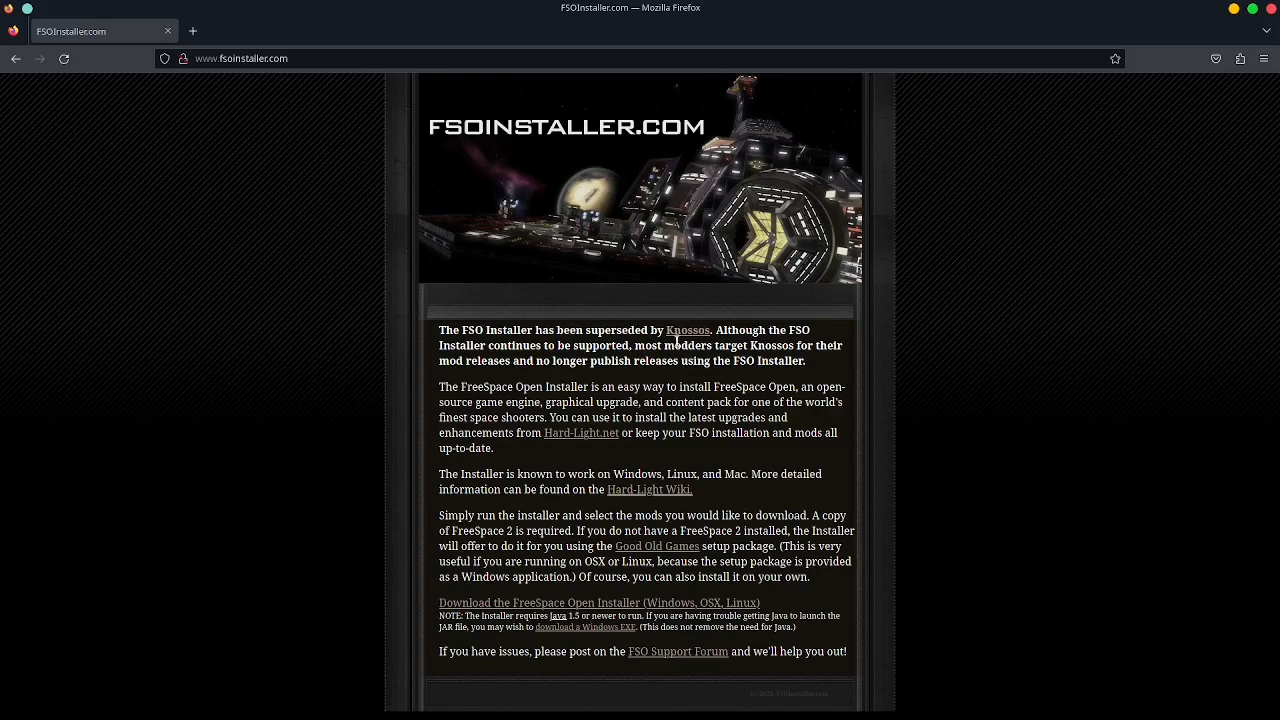 FSOInstaller.com — Mozilla Firefox
FSOInstaller.com
www.fsoinstaller.com
FSOINSTALLER.COM
The FSO Installer has been superseded by Knossos. Although the FSO
Installer continues to be supported, most modders target Knossos for their
mod releases and no longer publish releases using the FSO Installer.
The FreeSpace Open Installer is an easy way to install FreeSpace Open, an open-
source game engine, graphical upgrade, and content pack for one of the world's
finest space shooters. You can use it to install the latest upgrades and
enhancements from Hard-Light.net or keep your FSO installation and mods all
up-to-date.
The Installer is known to work on Windows, Linux, and Mac. More detailed
information can be found on the Hard-Light Wiki.
Simply run the installer and select the mods you would like to download. A copy
of FreeSpace 2 is required. If you do not have a FreeSpace 2 installed, the Installer
will offer to do it for you using the Good Old Games setup package. (This is very
useful if you are running on OSX or Linux, because the setup package is provided
as a Windows application.) Of course, you can also install it on your own.
Download the FreeSpace Open Installer (Windows, OSX, Linux)
NOTE: The Installer requires Java 1.5 or newer to run. If you are having trouble getting Java to launch the
JAR file, you may wish to download a Windows EXE. (This does not remove the need for Java.)
If you have issues, please post on the FSO Support Forum and we'll help you out!
FSOInstaller.com